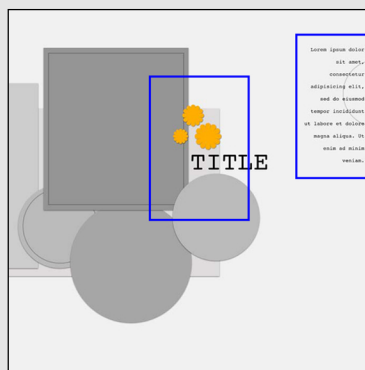 TITLE
Lorem ipsum dolor
sit amet,
consectetur
adipisicing elit,
sed do eiusmod
tempor incididunt
ut labore et dolore
magna aliqua. Ut
enim ad minim
veniam.